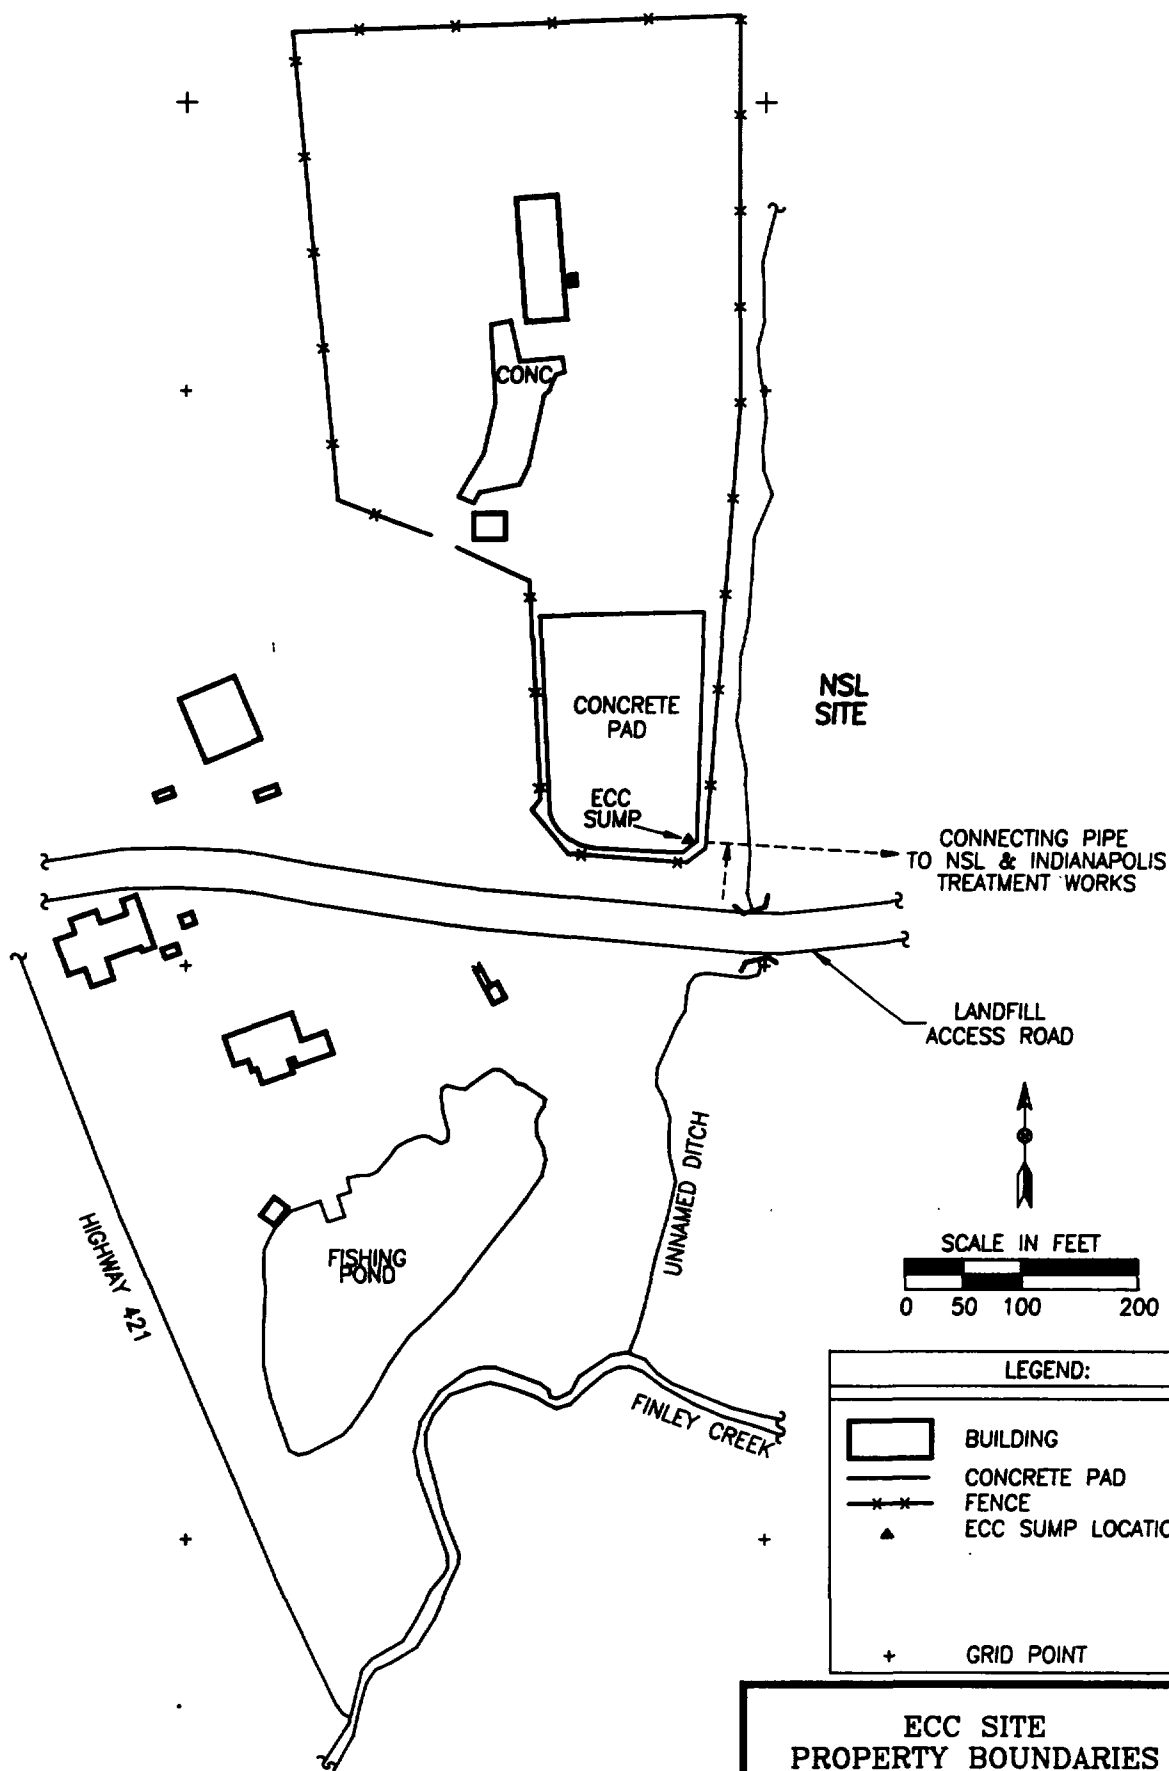 CONC
NSL
SITE
CONCRETE
PAD
ECC
SUMP
CONNECTING PIPE
TO NSL & INDIANAPOLIS
TREATMENT WORKS
LANDFILL
ACCESS ROAD
UNNAMED DITCH
HIGHWAY 421
FISHING
POND
SCALE IN FEET
0 50 100 200
FINLEY CREEK
LEGEND:
BUILDING
CONCRETE PAD
FENCE
ECC SUMP LOCATIO
GRID POINT
ECC SITE
PROPERTY BOUNDARIES